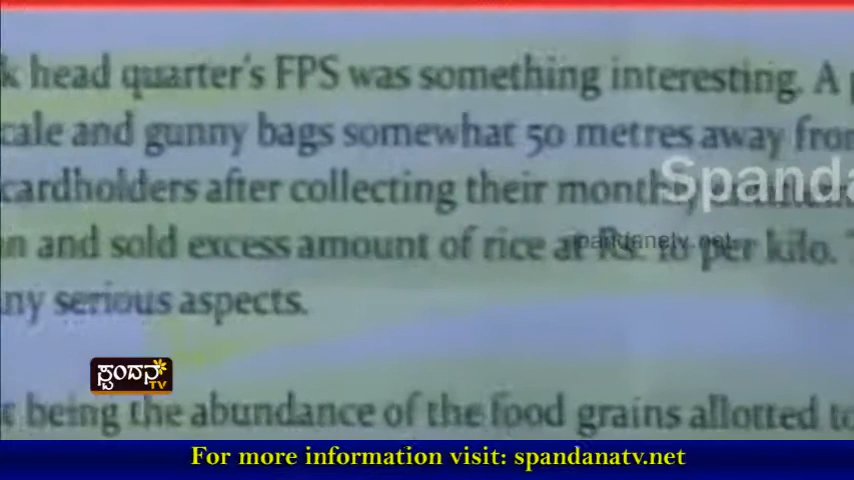 k head quarter's FPS was something interesting. A
cale and gunny bags somewhat 50 metres away from
cardholders after collecting their monthly
n and sold excess amount of rice at Rs. 10 per kilo.
ny serious aspects.
being the abundance of the food grains allotted to
Spanda
ಸ್ಪಂದನ
TV
For more information visit: spandanatv.net